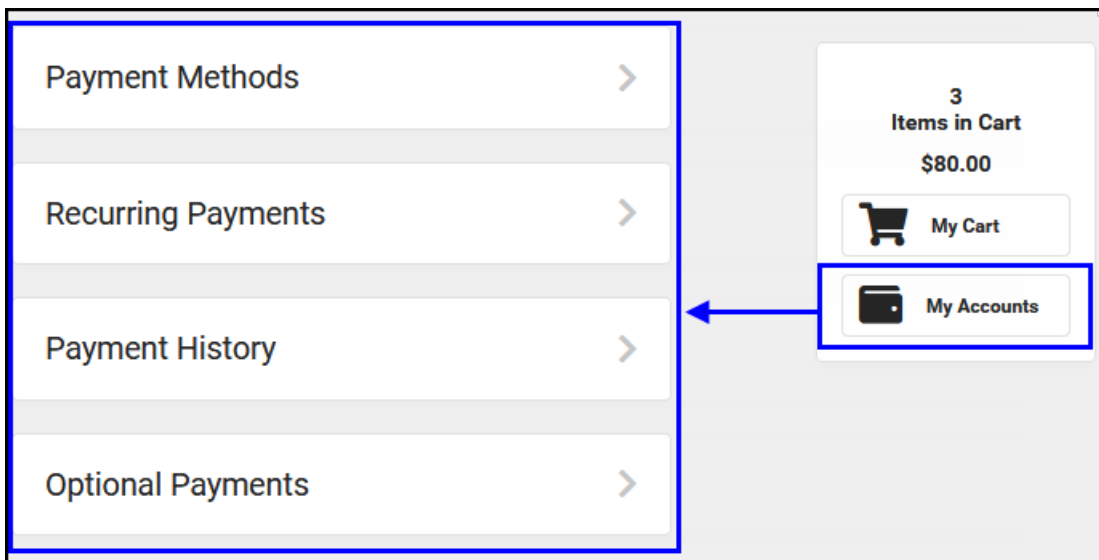 Payment Methods
Recurring Payments
Payment History
Optional Payments
3
Items in Cart
$80.00
My Cart
My Accounts